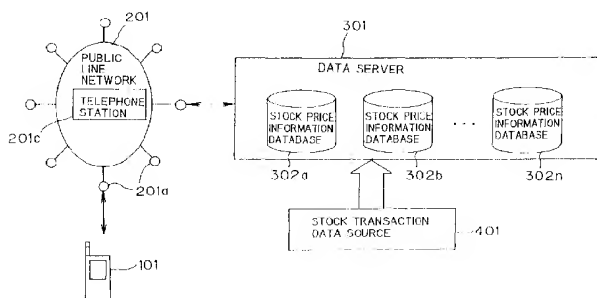 201
PUBLIC
LINE
NETWORK
TELEPHONE
STATION
201c
201a
101
301
DATA SERVER
STOCK PRICE
INFORMATION
DATADBASE
302a
STOCK PRICE
INFORMATION
DATABASE
302b
...
STOCK PRICE
INFORMATION
DATABASE
302n
STOCK TRANSACTION
DATA SOURCE
401